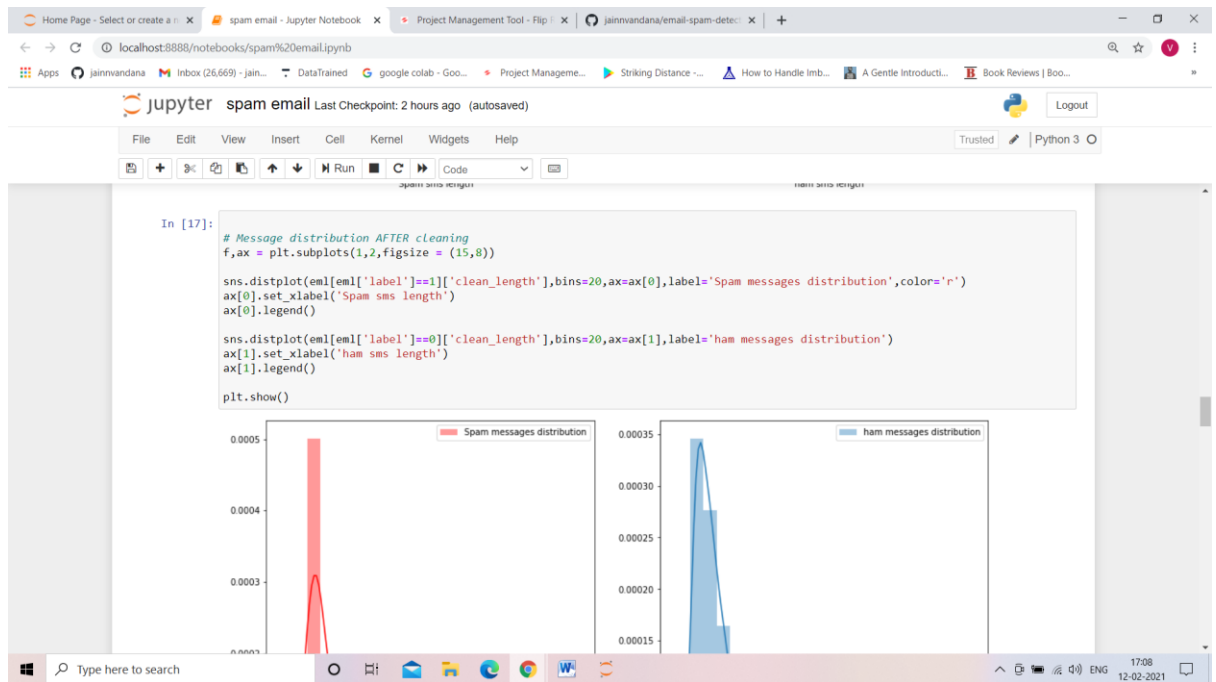 Home Page - Select or create a n
spam email - Jupyter Notebook
Project Management Tool - Flip
jainnvandana/email-spam-detec
localhost:8888/notebooks/spam%20email.ipynb
V
Apps jainnvandana Inbox (26,669) - jain... DataTrained google colab - Goo... Project Manageme... Striking Distance -... How to Handle Imb... A Gentle Introducti... Book Reviews | Boo...
jupyter spam email Last Checkpoint: 2 hours ago (autosaved)
Logout
File Edit View Insert Cell Kernel Widgets Help
Trusted Python 3
Run Code
Spam sms length ham sms length
In [17]:
# Message distribution AFTER cleaning
f,ax = plt.subplots(1,2,figsize = (15,8))
sns.distplot(eml[eml['label']==1]['clean_length'],bins=20,ax=ax[0],label='Spam messages distribution',color='r')
ax[0].set_xlabel('Spam sms length')
ax[0].legend()
sns.distplot(eml[eml['label']==0]['clean_length'],bins=20,ax=ax[1],label='ham messages distribution')
ax[1].set_xlabel('ham sms length')
ax[1].legend()
plt.show()
Spam messages distribution
0.0005
0.0004
0.0003
0.0002
ham messages distribution
0.00035
0.00030
0.00025
0.00020
0.00015
Type here to search
ENG
17:08
12-02-2021